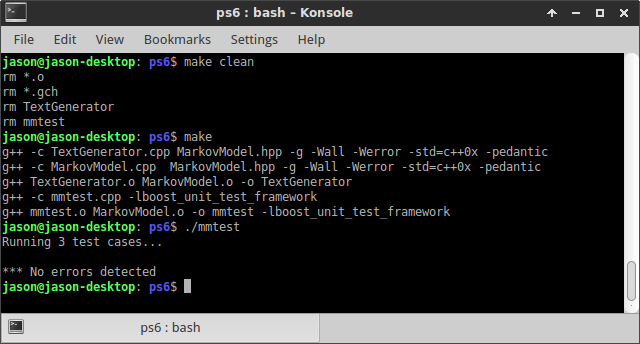 ps6 : bash – Konsole
File Edit View Bookmarks Settings Help
jason@jason-desktop: ps6$ make clean
rm *.o
rm *.gch
rm TextGenerator
rm mmtest
jason@jason-desktop: ps6$ make
g++ -c TextGenerator.cpp MarkovModel.hpp -g -Wall -Werror -std=c++0x -pedantic
g++ -c MarkovModel.cpp  MarkovModel.hpp -g -Wall -Werror -std=c++0x -pedantic
g++ TextGenerator.o MarkovModel.o -o TextGenerator
g++ -c mmtest.cpp -lboost_unit_test_framework
g++ mmtest.o MarkovModel.o -o mmtest -lboost_unit_test_framework
jason@jason-desktop: ps6$ ./mmtest
Running 3 test cases...
*** No errors detected
jason@jason-desktop: ps6$
ps6 : bash